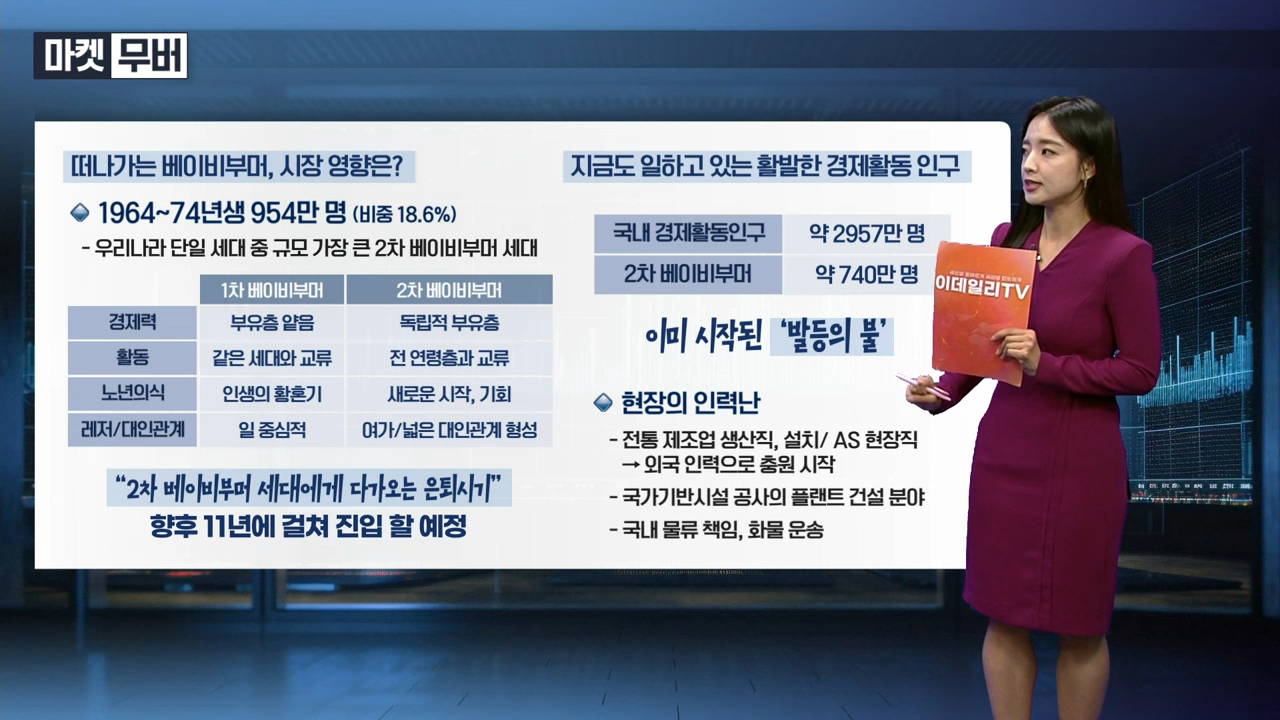 마켓무버
떠나가는 베이비부머, 시장 영향은?
1964~74년생 954만 명 (비중 18.6%)
- 우리나라 단일 세대 중 규모 가장 큰 2차 베이비부머 세대
1차 베이비부머 2차 베이비부머
경제력 부유층 얕음 독립적 부유층
활동 같은 세대와 교류 전 연령층과 교류
노년의식 인생의 황혼기 새로운 시작, 기회
레저/대인관계 일 중심적 여가/넓은 대인관계 형성
“2차 베이비부머 세대에게 다가오는 은퇴시기”
향후 11년에 걸쳐 진입 할 예정
지금도 일하고 있는 활발한 경제활동 인구
국내 경제활동인구 약 2957만 명
2차 베이비부머 약 740만 명
이미 시작된 ‘발등의 불’
현장의 인력난
- 전통 제조업 생산직, 설치/ AS 현장직
→ 외국 인력으로 충원 시작
- 국가기반시설 공사의 플랜트 건설 분야
- 국내 물류 책임, 화물 운송
이데일리TV